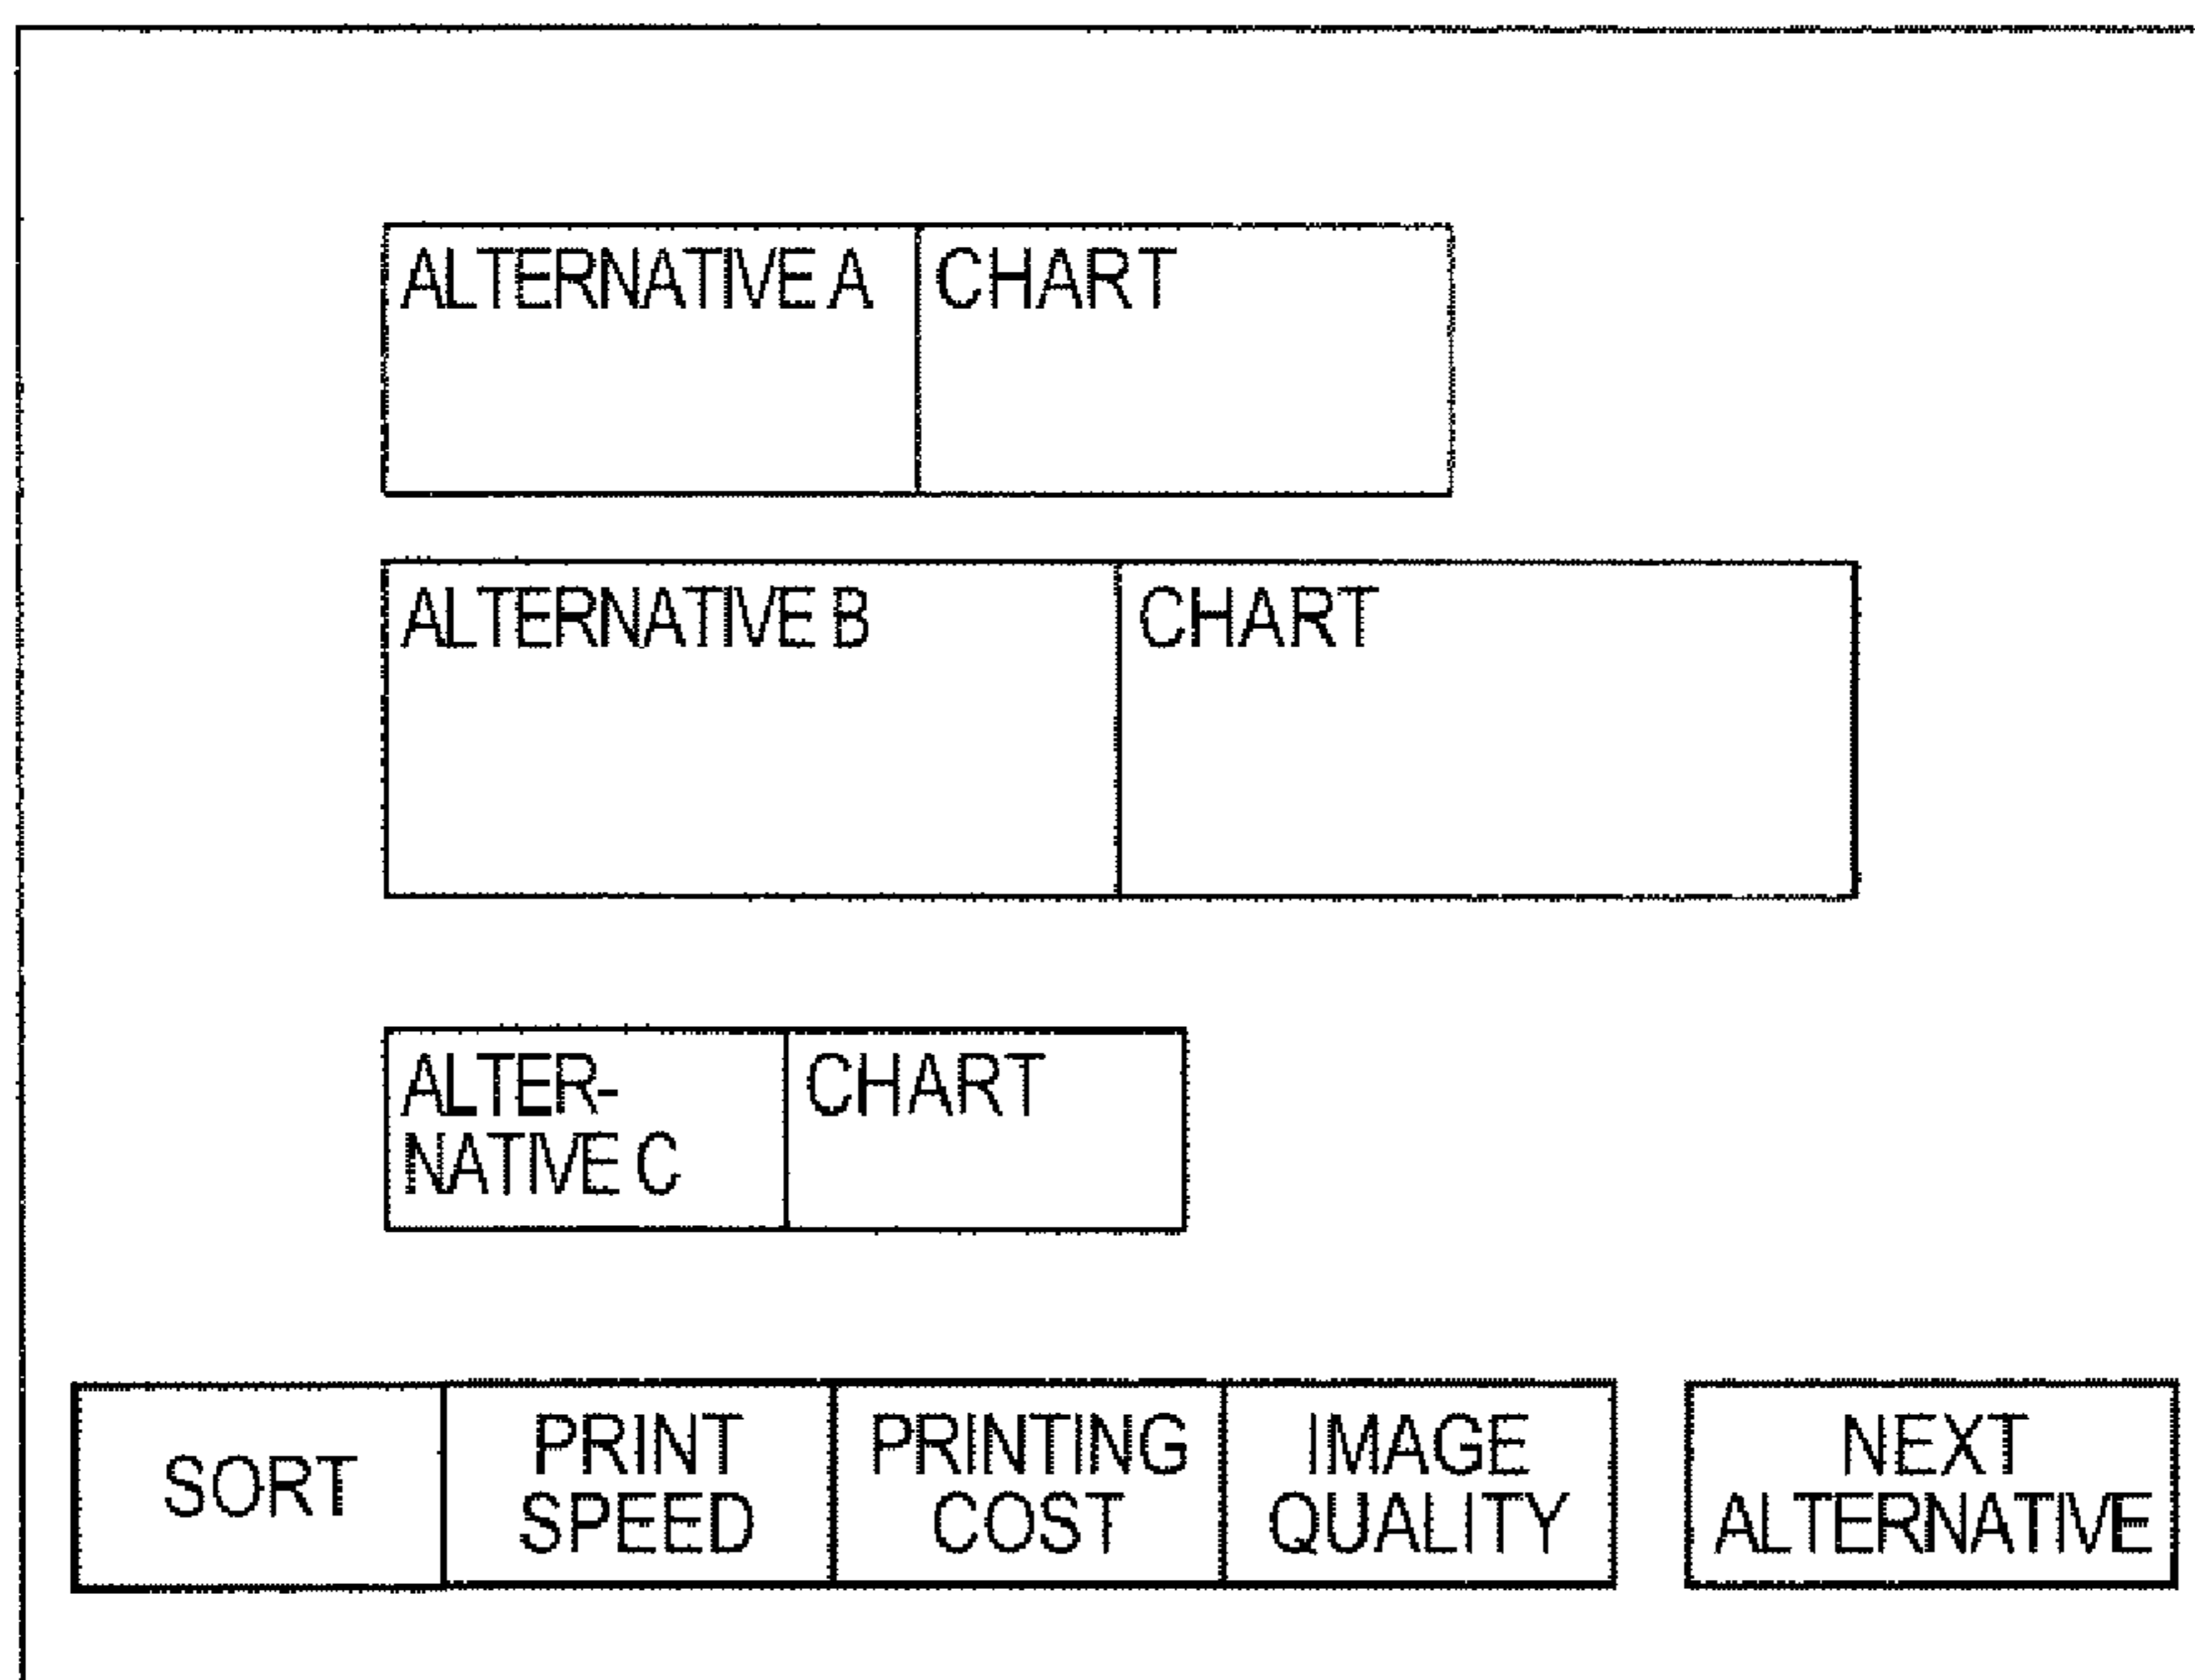 ALTERNATIVE A
CHART
ALTERNATIVE B
CHART
ALTER-
NATIVE C
CHART
SORT
PRINT
SPEED
PRINTING
COST
IMAGE
QUALITY
NEXT
ALTERNATIVE